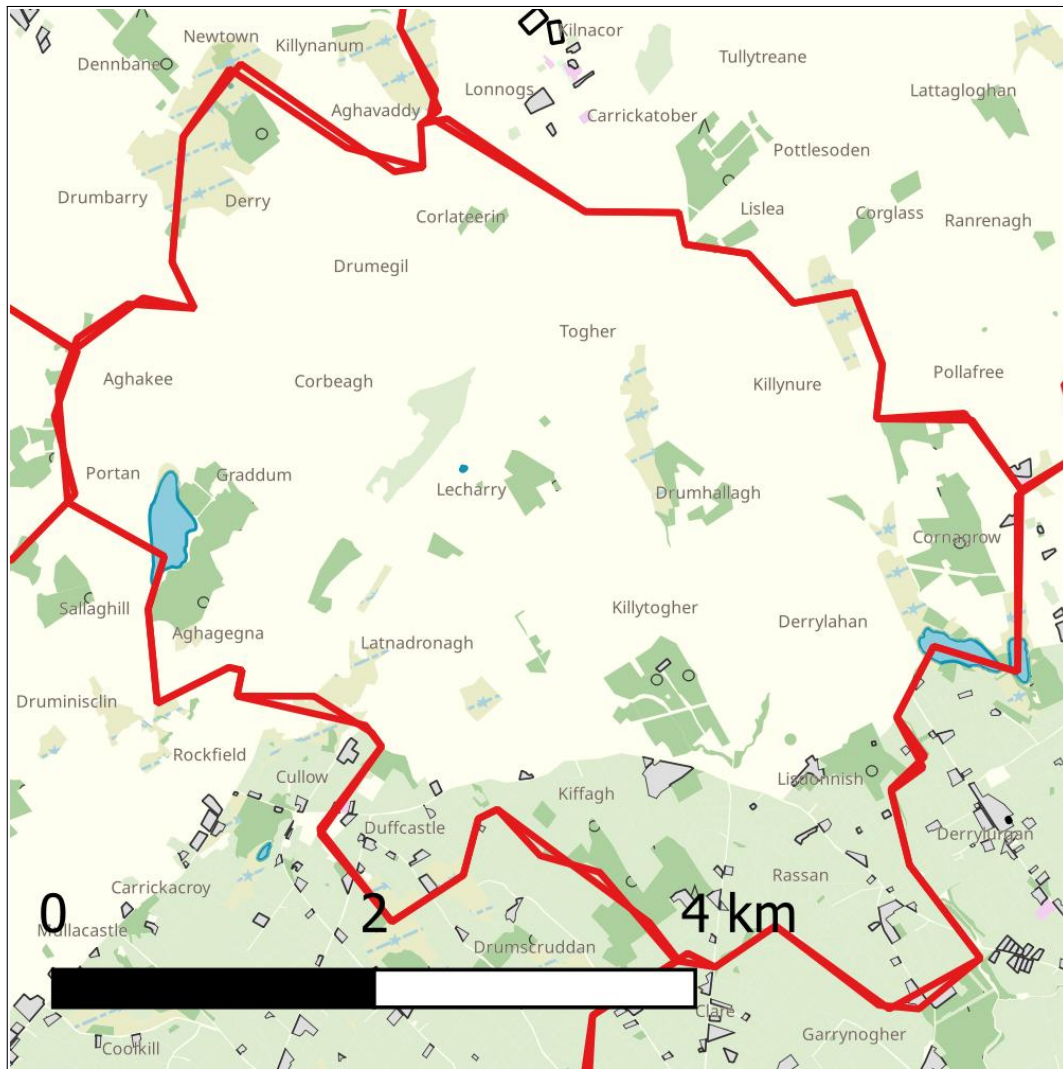 Newtown
Killynanum
Kilnacor
Dennbane
Tullytreane
Lonnogs
Lattagloghan
Aghavaddy
Carrickatober
Pottlesoden
Drumbarry
Derry
Corlateerin
Lislea
Corglass
Ranrenagh
Drumegil
Togher
Aghakee
Corbeagh
Killynure
Pollafree
Portan
Graddum
Lecharry
Drumhallagh
Cornagrow
Sallaghill
Killytogher
Aghagegna
Latnadronagh
Derrylahan
Druminisclin
Rockfield
Cullow
Kiffagh
Lisdonnish
Duffcastle
Derrylurgan
Carrickacroy
Rassan
0 2 4 km
Mullacastle
Drumscruddan
Clare
Coolkill
Garrynogher